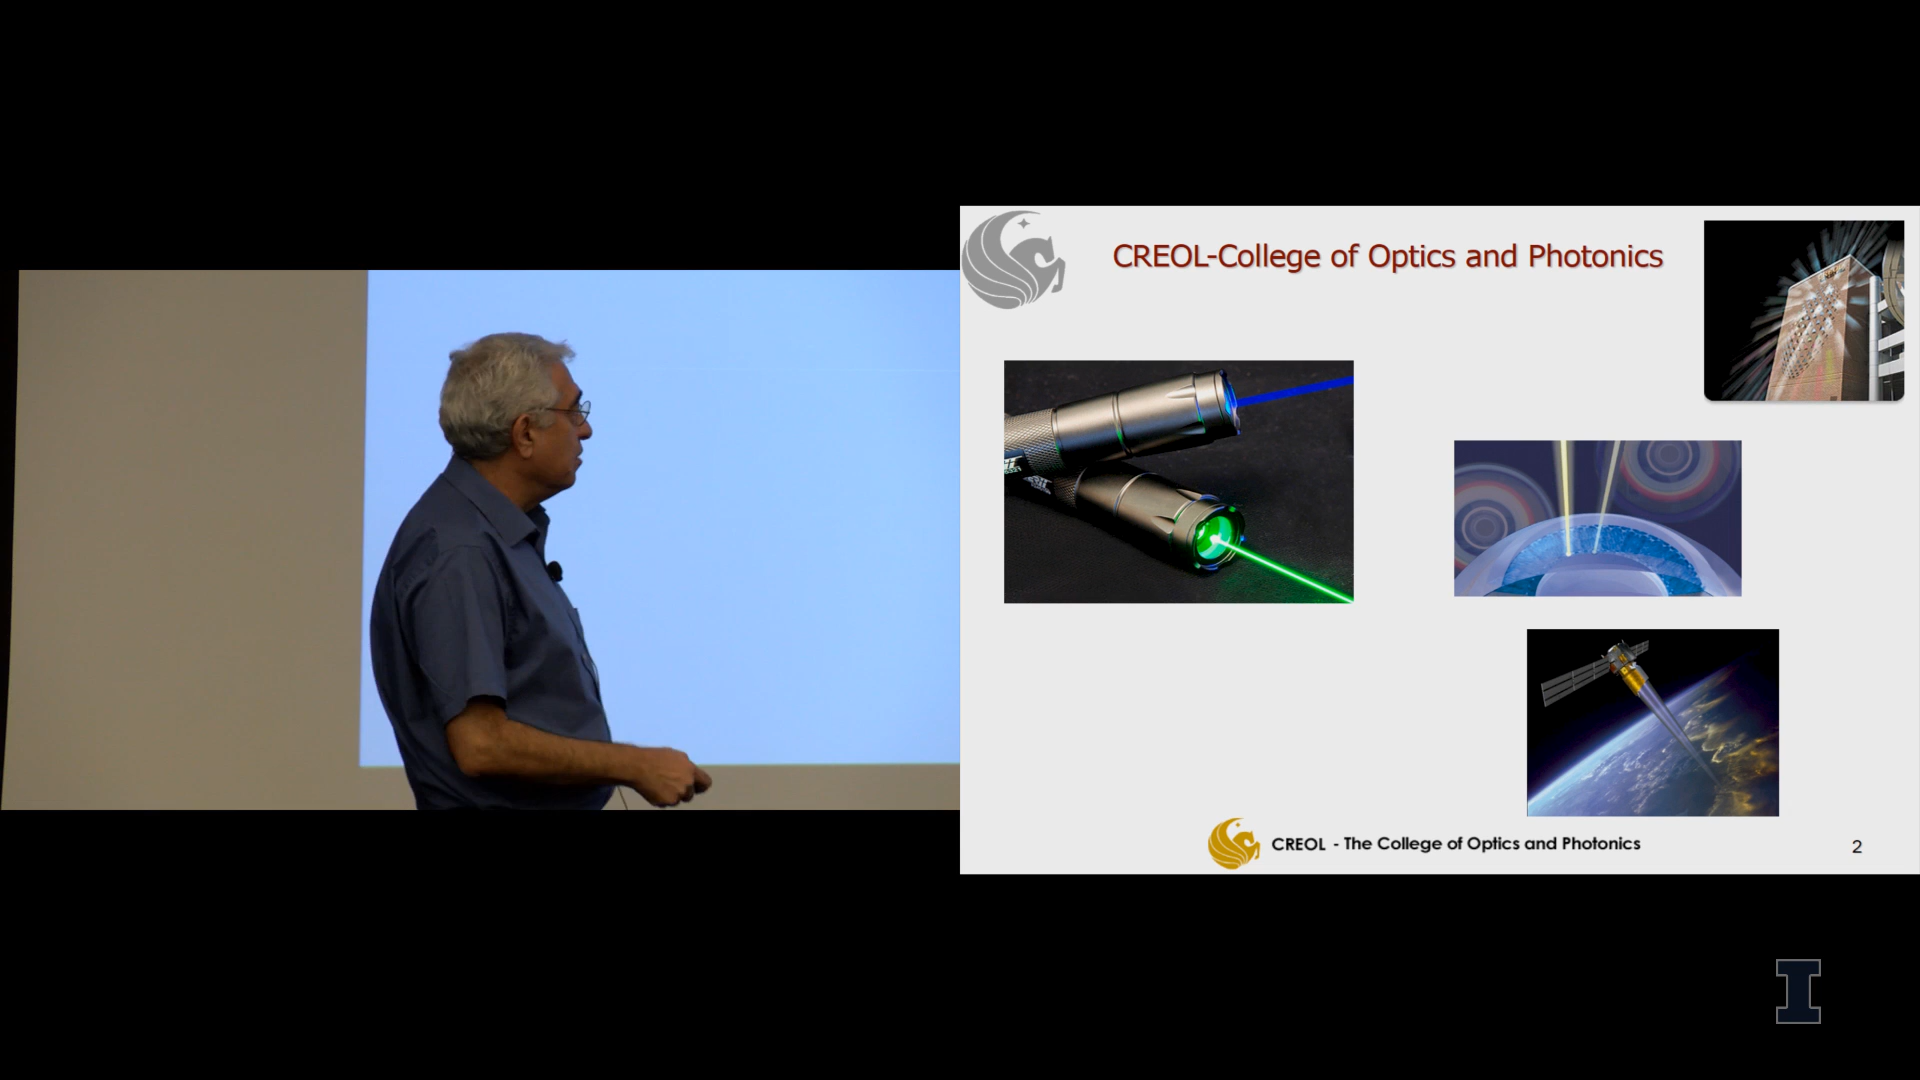 CREOL-College of Optics and Photonics
CREOL - The College of Optics and Photonics
2